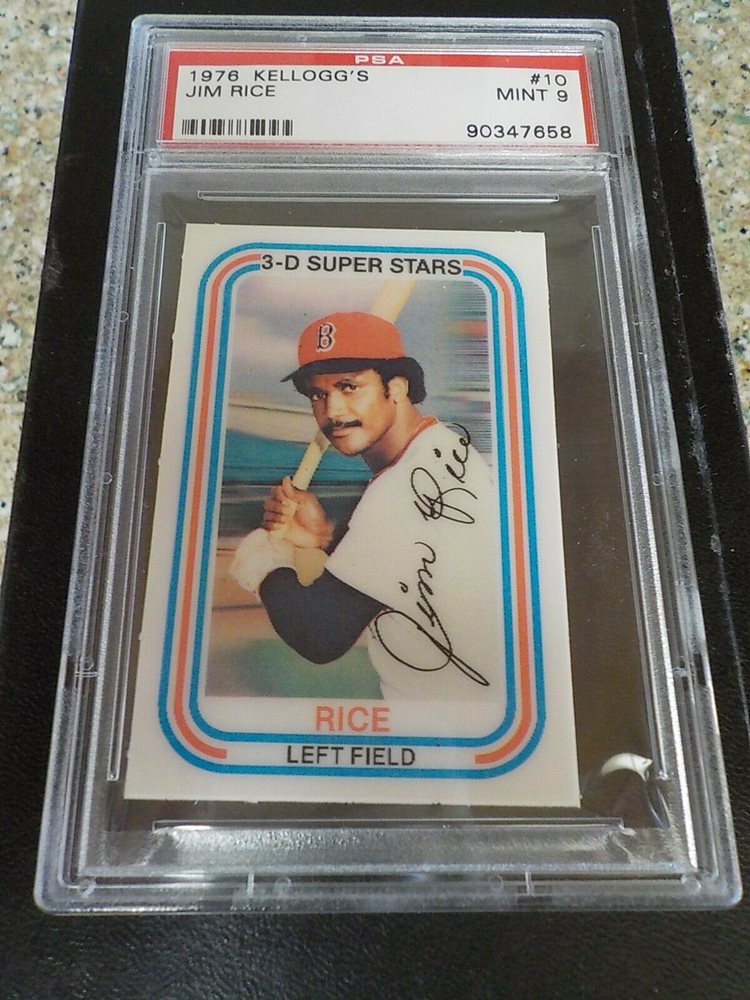 PSA
1976 KELLOGG'S #10
JIM RICE MINT 9
90347658
3-D SUPER STARS
B
Jim Rice
RICE
LEFT FIELD